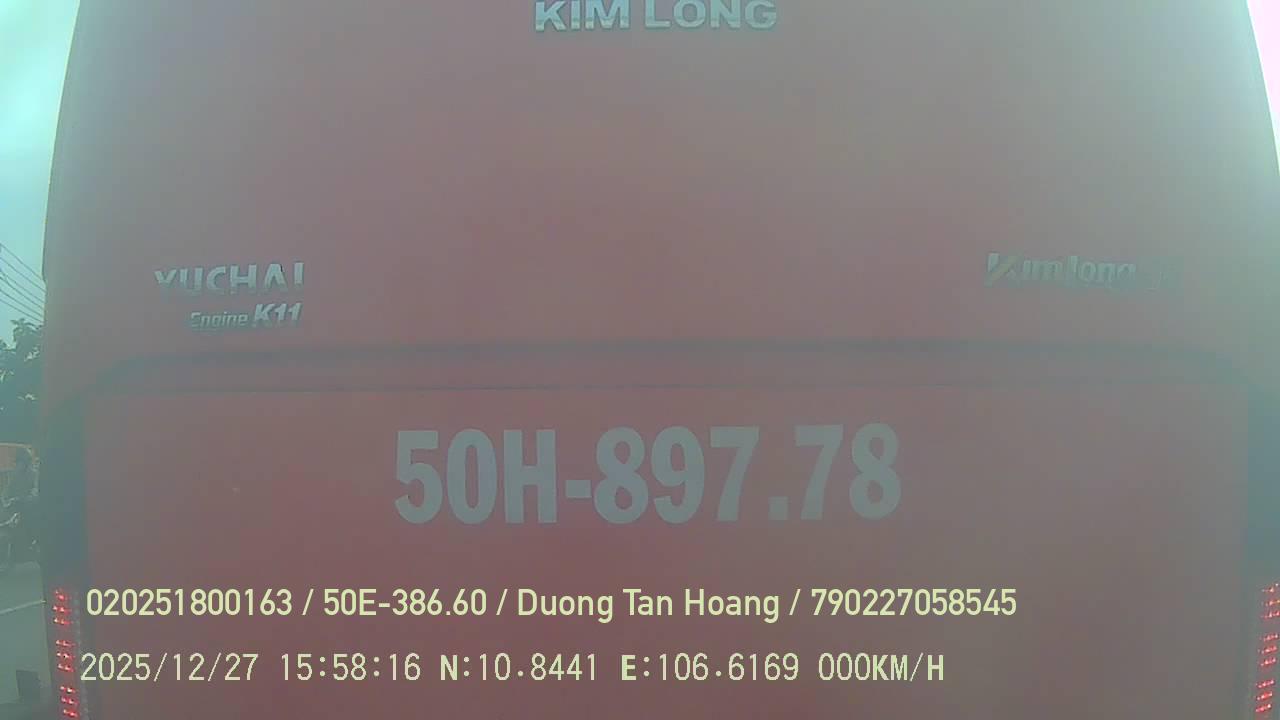 KIM LONG
YUCHAI
Engine K11
Kim Long
50H-897.78
020251800163 / 50E-386.60 / Duong Tan Hoang / 790227058545
2025/12/27 15:58:16 N:10.8441 E:106.6169 000KM/H